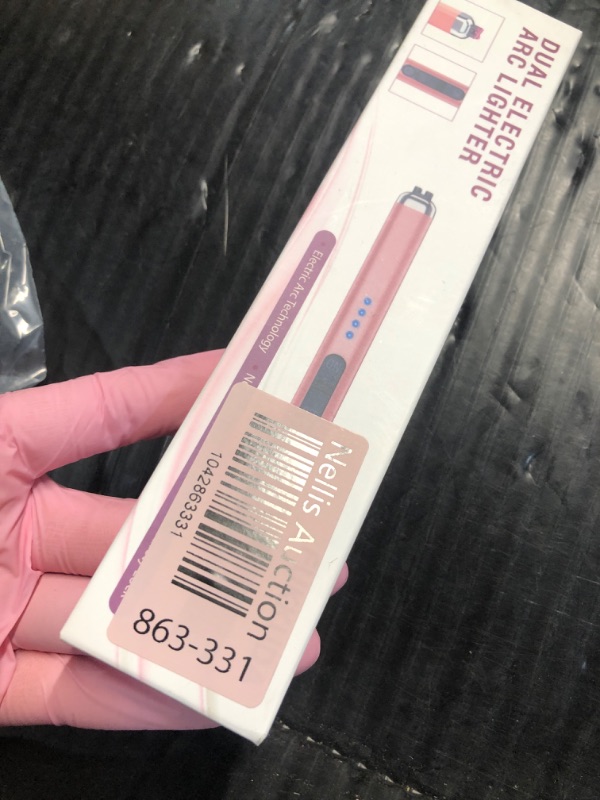 DUAL ELECTRIC
ARC LIGHTER
• Electric Arc Technology
Nellis Auction
1042863331
863-331